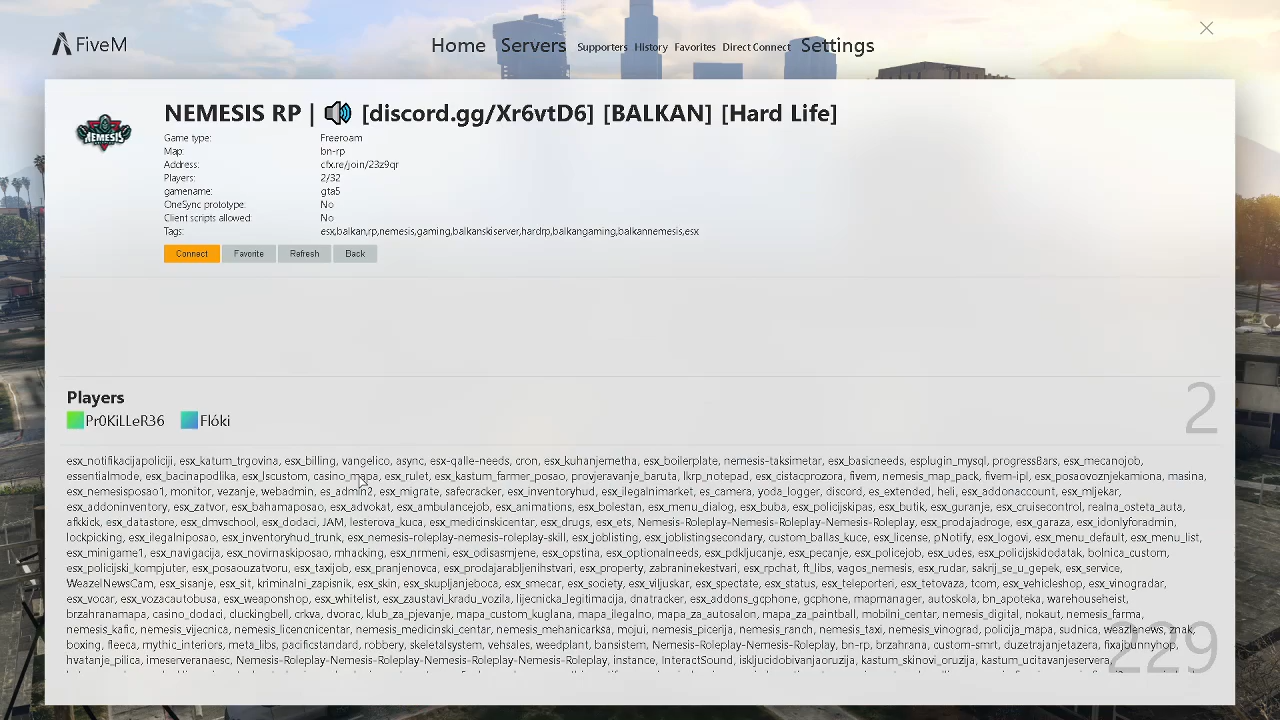 FiveM
Home Servers Supporters History Favorites Direct Connect Settings
NEMESIS
NEMESIS RP | 🔊 [discord.gg/Xr6vtD6] [BALKAN] [Hard Life]
Game type: Freeroam
Map: bn-rp
Address: cfx.re/join/23z9qr
Players: 2/32
gamename: gta5
OneSync prototype: No
Client scripts allowed: No
Tags: esx,balkan,rp,nemesis,gaming,balkanskiserver,hardrp,balkangaming,balkannemesis,esx
Connect Favorite Refresh Back
Players 2
Pr0KiLLeR36 Flóki
esx_notifikacijapoliciji, esx_katum_trgovina, esx_billing, vangelico, async, esx-qalle-needs, cron, esx_kuhanjemetha, esx_boilerplate, nemesis-taksimetar, esx_basicneeds, esplugin_mysql, progressBars, esx_mecanojob,
essentialmode, esx_bacinapodlka, esx_lscustom, casino_mapa, esx_rulet, esx_kastum_farmer_posao, provjeravanje_baruta, lkrp_notepad, esx_cistacprozora, fivem, nemesis_map_pack, fivem-ipl, esx_posaovoznjekamiona, masina,
esx_nemesisposao1, monitor, vezanje, webadmin, es_admin2, esx_migrate, safecracker, esx_inventoryhud, esx_ilegalnimarket, es_camera, yoda_logger, discord, es_extended, heli, esx_addonaccount, esx_mljekar,
esx_addoninventory, esx_zatvor, esx_bahamaposao, esx_advokit, esx_ambulancejob, esx_animations, esx_bolestan, esx_menu_dialog, esx_buba, esx_policijskipas, esx_butik, esx_guranje, esx_cruisecontrol, realna_osteta_auta,
afkkick, esx_datastore, esx_dmvschool, esx_dodaci, JAM, lesterova_kuca, esx_medicinskicentar, esx_drugs, esx_ets, Nemesis-Roleplay-Nemesis-Roleplay-Nemesis-Roleplay, esx_prodajadroge, esx_garaza, esx_idonlyforadmin,
lockpicking, esx_ilegalniposao, esx_inventoryhud_trunk, esx_nemesis-roleplay-nemesis-roleplay-skill, esx_joblisting, esx_joblistingsecondary, custom_ballas_kuce, esx_license, pNotify, esx_logovi, esx_menu_default, esx_menu_list,
esx_minigame1, esx_navigacija, esx_novirnaskiposao, mhacking, esx_nrmeni, esx_odisasmjene, esx_opstina, esx_optionalneeds, esx_pskljucanje, esx_pecanje, esx_policejob, esx_udes, esx_policijskidodatak, bolnica_custom,
esx_policijski_kompjuter, esx_posaouzatvoru, esx_taxijob, esx_pranjenovca, esx_prodajarabljenihstvari, esx_property, zabraninekestvari, esx_rpchat, ft_libs, vagos_nemesis, esx_rudar, sakrij_se_u_gepek, esx_service,
WeazelNewsCam, esx_sisanje, esx_sit, kriminalni_zapisnik, esx_skin, esx_skupljanjeboca, esx_smecar, esx_society, esx_viljuskar, esx_spectate, esx_status, esx_teleporteri, esx_tetovaza, tcom, esx_vehicleshop, esx_vinogradar,
esx_vocar, esx_vozacautobusa, esx_weaponshop, esx_whitelist, esx_zaustavi_kradu_vozila, lijecnicka_legitimacija, dnatracker, esx_addons_gcphone, gcphone, mapmanager, autoskola, bn_apoteka, warehouseheist,
brzahranamapa, casino_dodaci, cluckingbell, crkva, dvorac, klub_za_pjevanje, mapa_custom_kuglana, mapa_ilegalno, mapa_za_autosalon, mapa_za_paintball, mobilni_centar, nemesis_digital, nokaut, nemesis_farma,
nemesis_kafic, nemesis_vijecnica, nemesis_licencnicentar, nemesis_medicinski_centar, nemesis_mehanicarksa, mojui, nemesis_picerija, nemesis_ranch, nemesis_taxi, nemesis_vinograd, policija_mapa, sudnica, weazlenews, znak,
boxing, fleeca, mythic_interiors, meta_libs, pacificstandard, robbery, skeletalsystem, vehsales, weedplant, bansistem, Nemesis-Roleplay-Nemesis-Roleplay, bn-rp, brzahrana, custom-smrt, duzetrajanjetazera, fixajounnyhop,
hvatanje_pilica, imeserveranaesc, Nemesis-Roleplay-Nemesis-Roleplay-Nemesis-Roleplay, instance, InteractSound, iskljucidobivanjaoruzija, kastum_skinovi_oruzija, kastum_ucitavanjeservera,
229